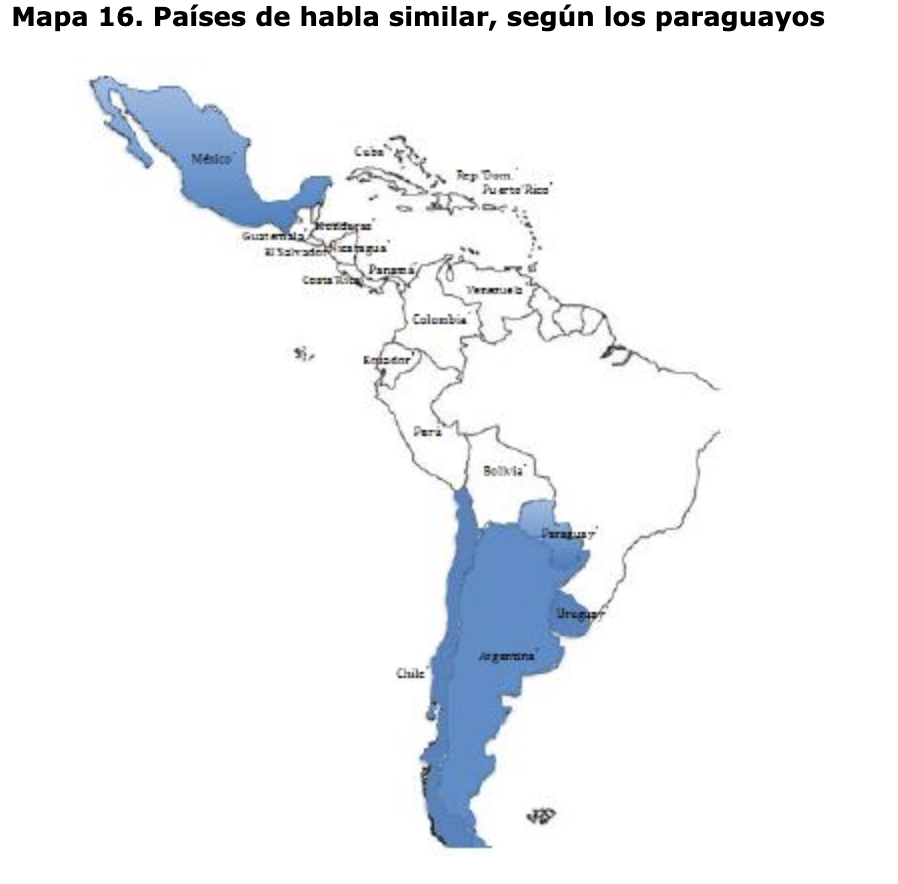 Mapa 16. Países de habla similar, según los paraguayos
México
Cuba
Rep. Dom.
Puerto Rico
Honduras
Guatemala
Nicaragua
El Salvador
Panamá
Costa Rica
Venezuela
Colombia
Ecuador
Perú
Bolivia
Paraguay
Uruguay
Argentina
Chile